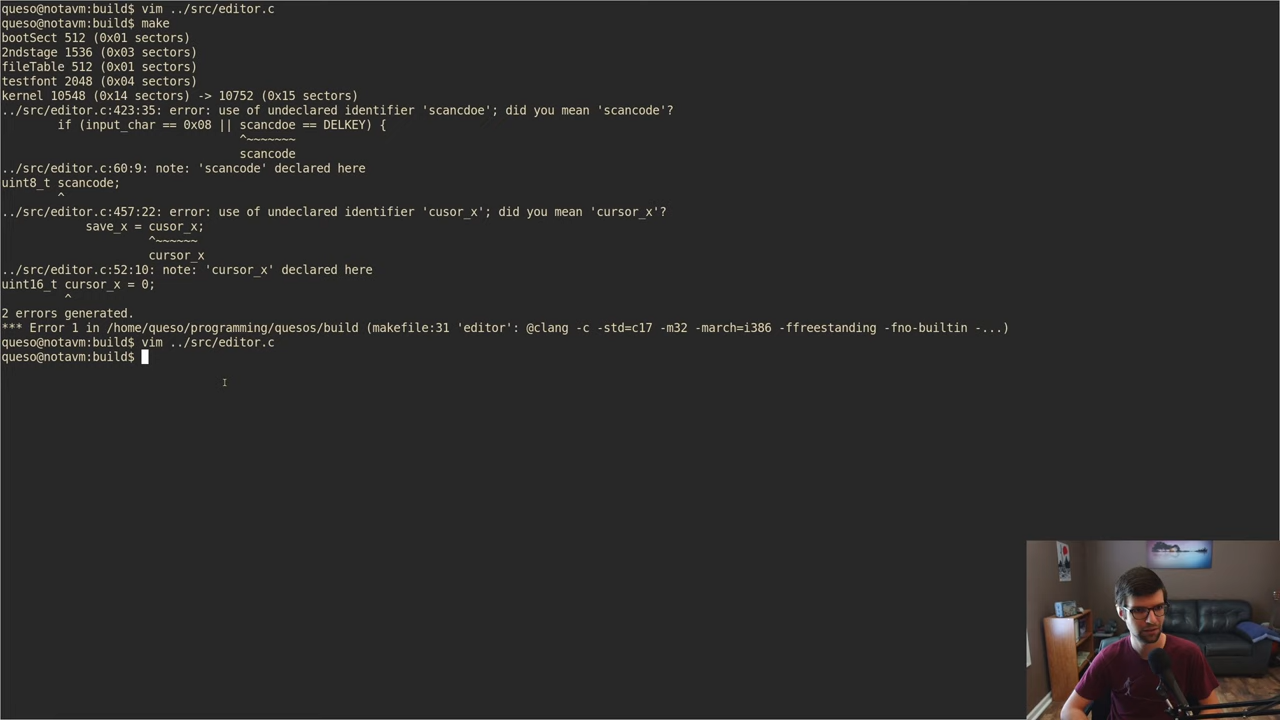 queso@notavm:build$ vim ../src/editor.c
queso@notavm:build$ make
bootSect 512 (0x01 sectors)
2ndstage 1536 (0x03 sectors)
fileTable 512 (0x01 sectors)
testfont 2048 (0x04 sectors)
kernel 10548 (0x14 sectors) -> 10752 (0x15 sectors)
../src/editor.c:423:35: error: use of undeclared identifier 'scancdoe'; did you mean 'scancode'?
        if (input_char == 0x08 || scancdoe == DELKEY) {
                                  ^~~~~~~~
                                  scancode
../src/editor.c:60:9: note: 'scancode' declared here
uint8_t scancode;
        ^
../src/editor.c:457:22: error: use of undeclared identifier 'cusor_x'; did you mean 'cursor_x'?
            save_x = cusor_x;
                     ^~~~~~~
                     cursor_x
../src/editor.c:52:10: note: 'cursor_x' declared here
uint16_t cursor_x = 0;
         ^
2 errors generated.
*** Error 1 in /home/queso/programming/quesos/build (makefile:31 'editor': @clang -c -std=c17 -m32 -march=i386 -ffreestanding -fno-builtin -...)
queso@notavm:build$ vim ../src/editor.c
queso@notavm:build$